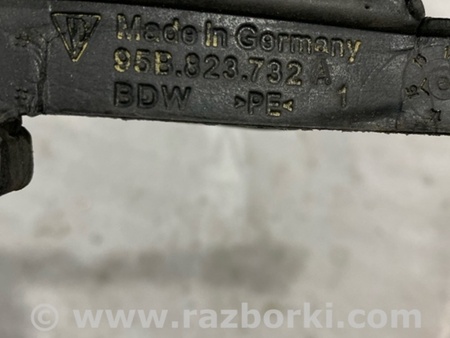 Made In Germany
95B.823.732 A
BDW >PE< 1
© www.razborki.com